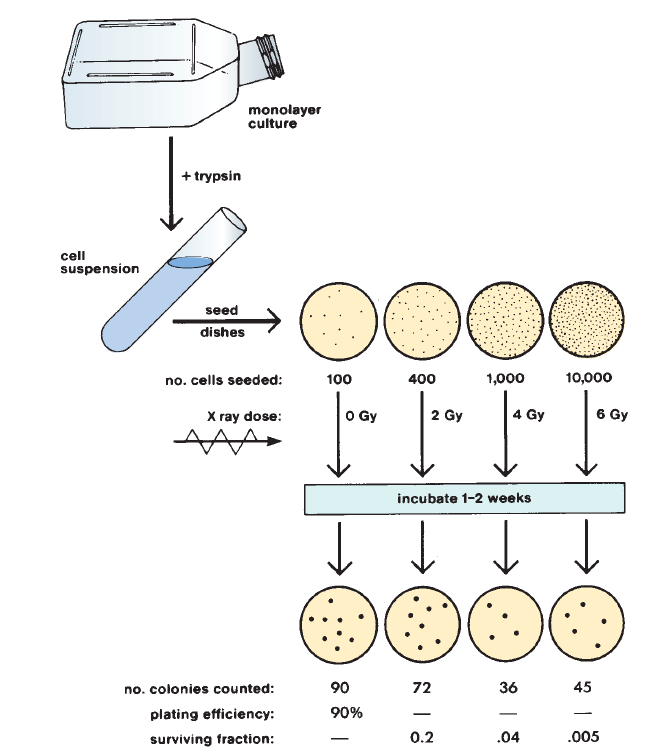 monolayer
culture
+ trypsin
cell
suspension
seed
dishes
no. cells seeded: 100 400 1,000 10,000
X ray dose: 0 Gy 2 Gy 4 Gy 6 Gy
incubate 1–2 weeks
no. colonies counted: 90 72 36 45
plating efficiency: 90% — — —
surviving fraction: — 0.2 .04 .005